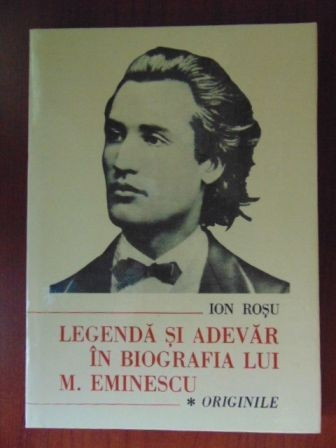 ION ROȘU
LEGENDĂ ȘI ADEVĂR
ÎN BIOGRAFIA LUI
M. EMINESCU
* ORIGINILE